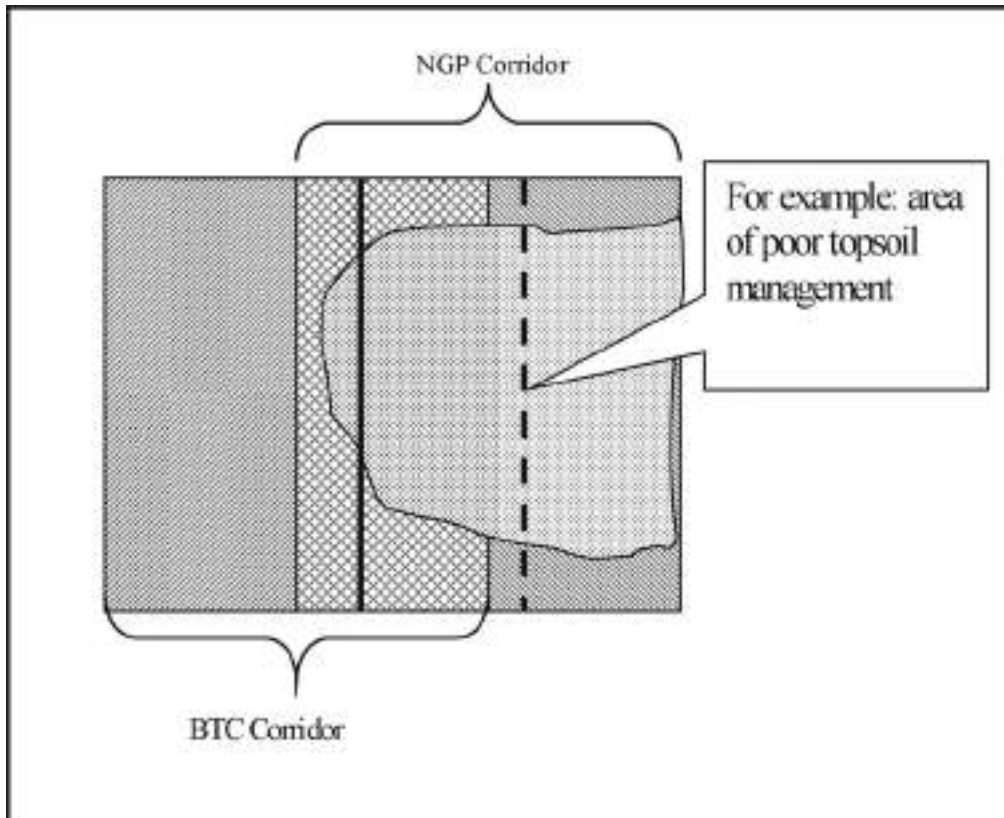 NGP Corridor
For example: area
of poor topsoil
management
BTC Corridor